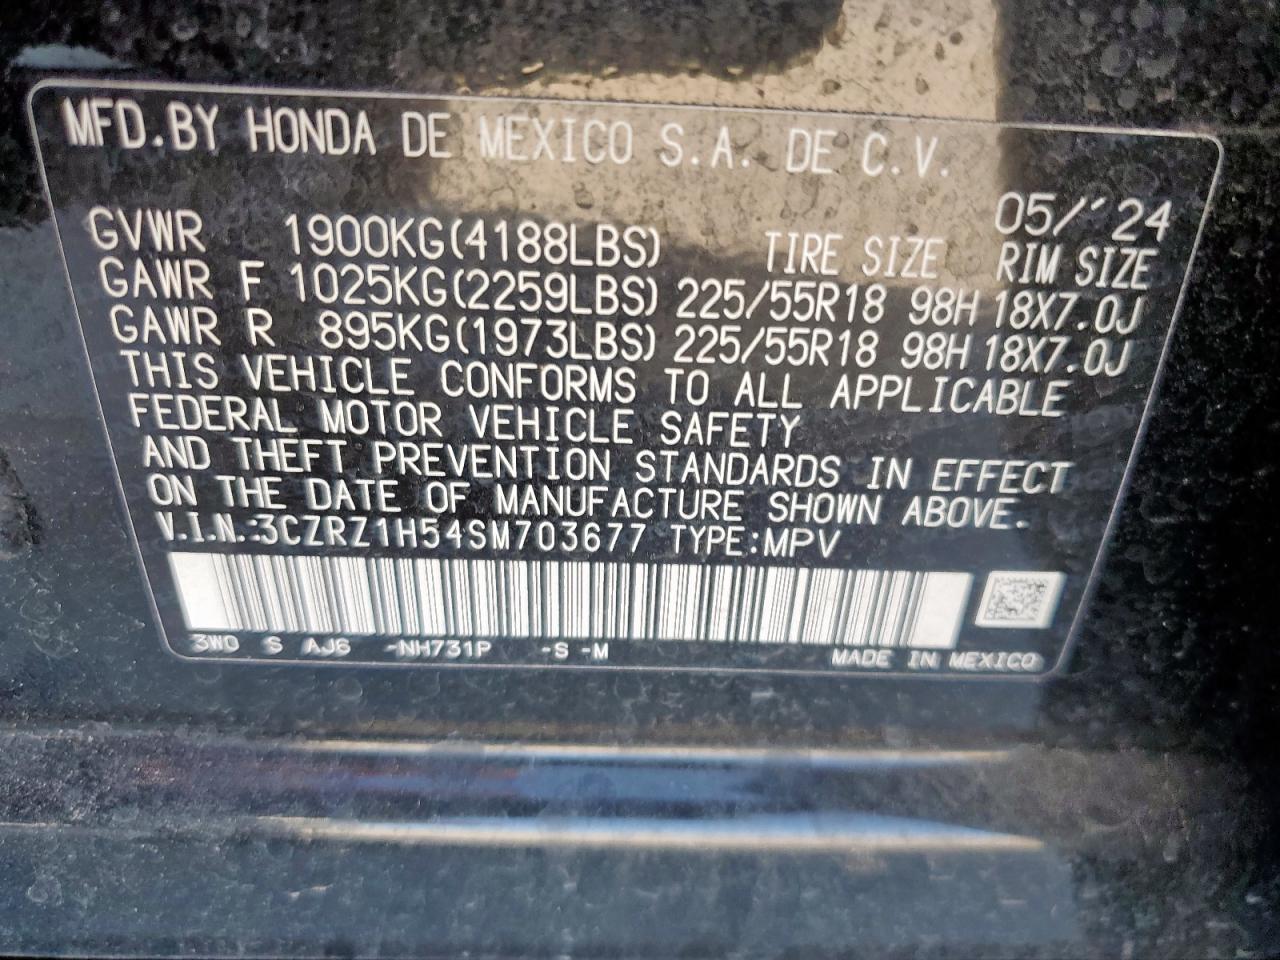 MFD.BY HONDA DE MEXICO S.A. DE C.V.
05/ 24
GVWR 1900KG(4188LBS) TIRE SIZE RIM SIZE
GAWR F 1025KG(2259LBS) 225/55R18 98H 18X7.0J
GAWR R 895KG(1973LBS) 225/55R18 98H 18X7.0J
THIS VEHICLE CONFORMS TO ALL APPLICABLE
FEDERAL MOTOR VEHICLE SAFETY
AND THEFT PREVENTION STANDARDS IN EFFECT
ON THE DATE OF MANUFACTURE SHOWN ABOVE.
V.I.N.:3CZRZ1H54SM703677 TYPE:MPV
3W0 S AJ6 -NH731P -S -M
MADE IN MEXICO